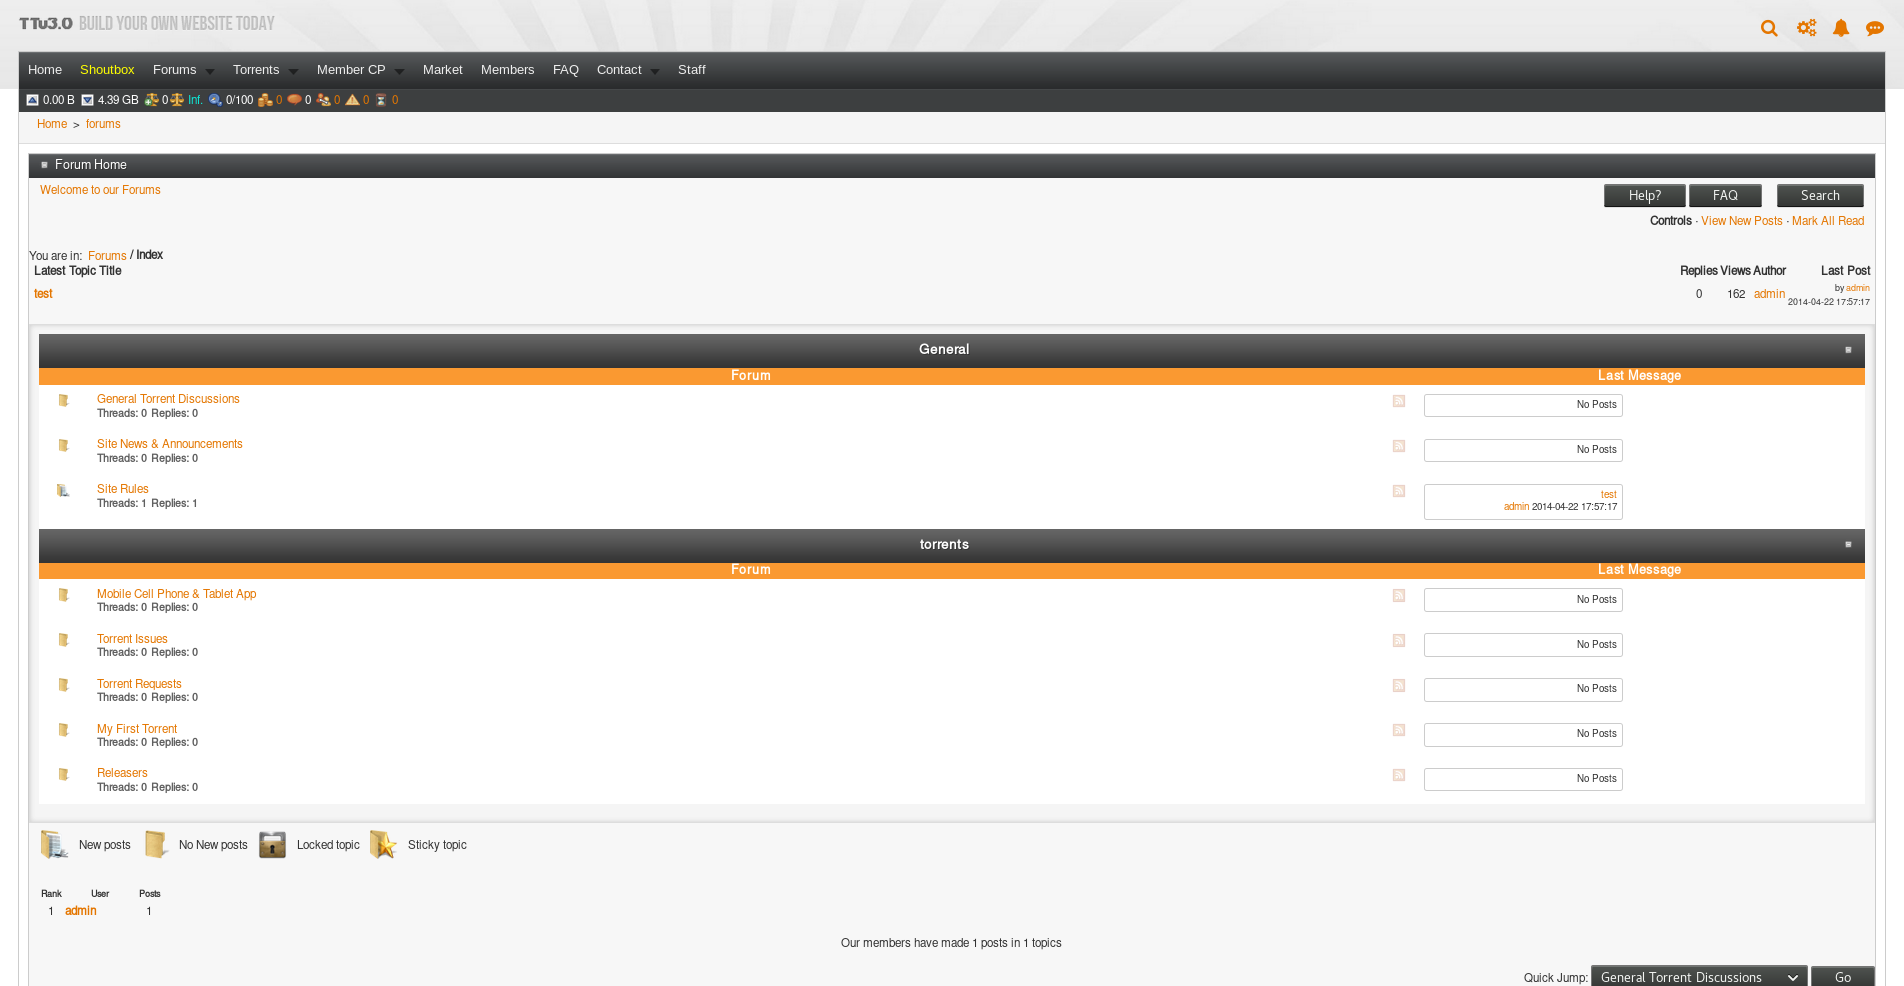 TTv3.0 BUILD YOUR OWN WEBSITE TODAY
Home Shoutbox Forums Torrents Member CP Market Members FAQ Contact Staff
0.00 B 4.39 GB 0 Inf. 0/100 0 0 0 0 0
Home > forums
Forum Home
Welcome to our Forums
Help? FAQ Search
Controls · View New Posts · Mark All Read
You are in: Forums / Index
Latest Topic Title Replies Views Author Last Post
test 0 162 admin by admin
2014-04-22 17:57:17
General
Forum Last Message
General Torrent Discussions
Threads: 0 Replies: 0
No Posts
Site News & Announcements
Threads: 0 Replies: 0
No Posts
Site Rules
Threads: 1 Replies: 1
test
admin 2014-04-22 17:57:17
torrents
Forum Last Message
Mobile Cell Phone & Tablet App
Threads: 0 Replies: 0
No Posts
Torrent Issues
Threads: 0 Replies: 0
No Posts
Torrent Requests
Threads: 0 Replies: 0
No Posts
My First Torrent
Threads: 0 Replies: 0
No Posts
Releasers
Threads: 0 Replies: 0
No Posts
New posts No New posts Locked topic Sticky topic
Rank User Posts
1 admin 1
Our members have made 1 posts in 1 topics
Quick Jump: General Torrent Discussions Go